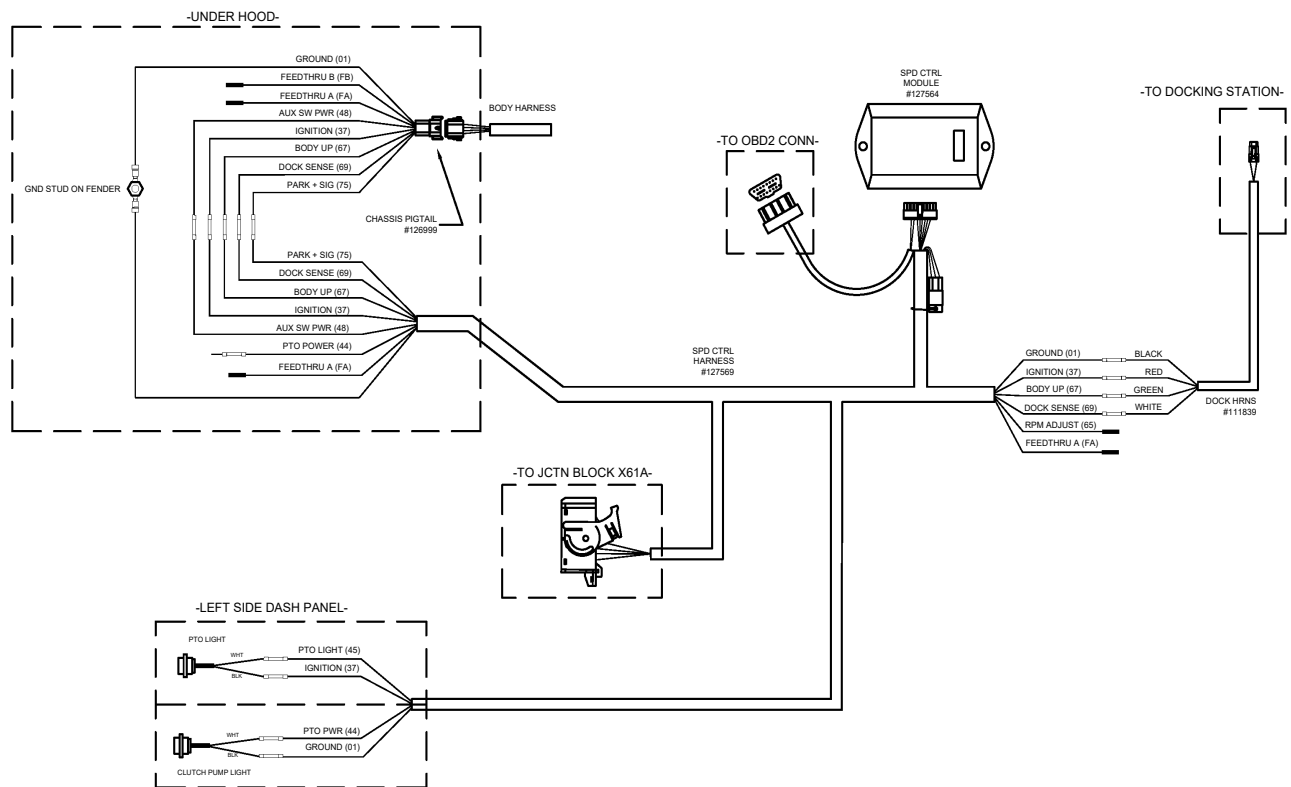 -UNDER HOOD-
GROUND (01)
FEEDTHRU B (FB)
FEEDTHRU A (FA)
AUX SW PWR (48)
IGNITION (37)
BODY UP (67)
DOCK SENSE (69)
PARK + SIG (75)
BODY HARNESS
GND STUD ON FENDER
CHASSIS PIGTAIL
#126999
PARK + SIG (75)
DOCK SENSE (69)
BODY UP (67)
IGNITION (37)
AUX SW PWR (48)
PTO POWER (44)
FEEDTHRU A (FA)
SPD CTRL
MODULE
#127564
-TO OBD2 CONN-
-TO DOCKING STATION-
SPD CTRL
HARNESS
#127569
GROUND (01)
BLACK
IGNITION (37)
RED
BODY UP (67)
GREEN
DOCK SENSE (69)
WHITE
RPM ADJUST (65)
FEEDTHRU A (FA)
DOCK HRNS
#111839
-TO JCTN BLOCK X61A-
-LEFT SIDE DASH PANEL-
PTO LIGHT
WHT
BLK
PTO LIGHT (45)
IGNITION (37)
WHT
BLK
PTO PWR (44)
GROUND (01)
CLUTCH PUMP LIGHT